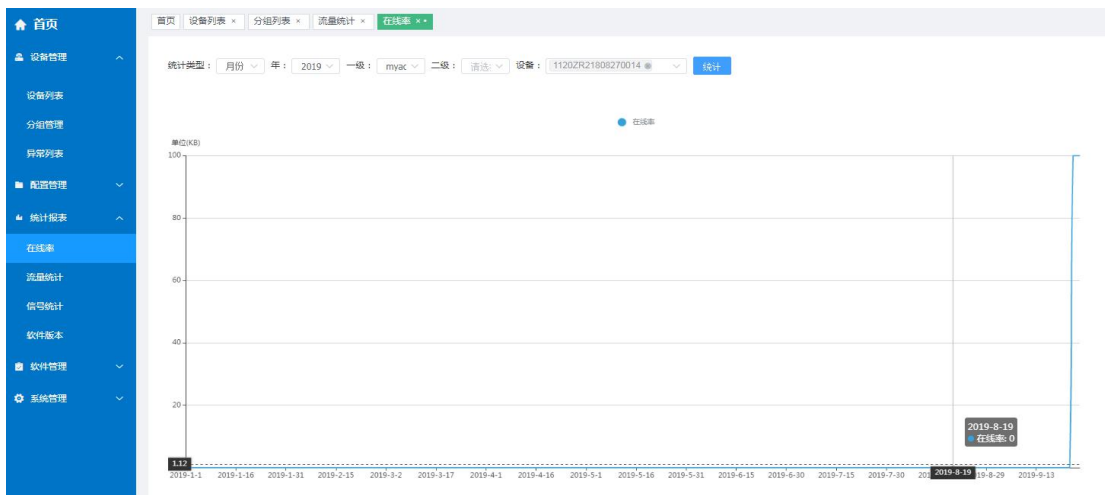 首页
设备管理
设备列表
分组管理
异常列表
配置管理
统计报表
在线率
流量统计
信号统计
软件版本
软件管理
系统管理
首页 设备列表 × 分组列表 × 流量统计 × 在线率 ×
统计类型： 月份 年： 2019 一级： myac 二级： 请选 设备： 1120ZR21808270014 统计
在线率
单位(KB)
100
80
60
40
20
2019-8-19
在线率: 0
1.12
2019-1-1 2019-1-16 2019-1-31 2019-2-15 2019-3-2 2019-3-17 2019-4-1 2019-4-16 2019-5-1 2019-5-16 2019-5-31 2019-6-15 2019-6-30 2019-7-15 2019-7-30 201 2019-8-19 19-8-29 2019-9-13